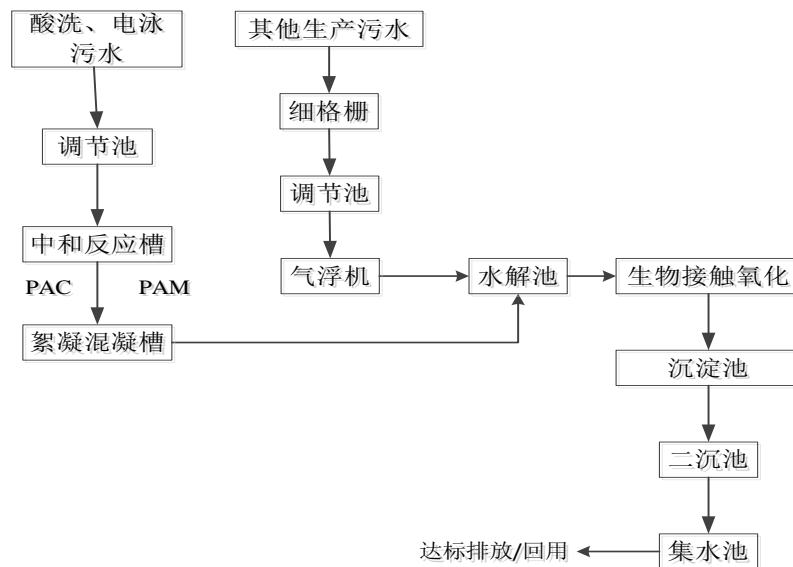 酸洗、电泳
污水
调节池
中和反应槽
PAC PAM
絮凝混凝槽
其他生产污水
细格栅
调节池
气浮机
水解池
生物接触氧化
沉淀池
二沉池
集水池
达标排放/回用